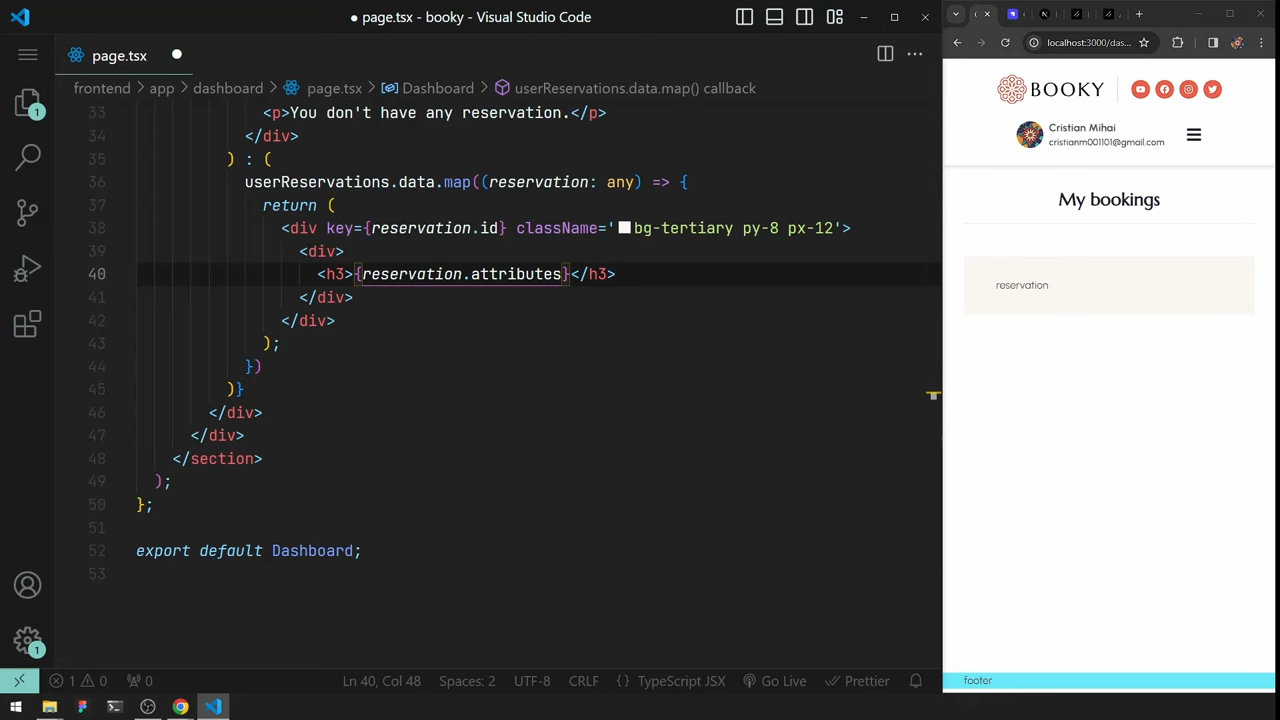 ● page.tsx - booky - Visual Studio Code
page.tsx
frontend > app > dashboard > page.tsx > Dashboard > userReservations.data.map() callback
33 <p>You don't have any reservation.</p>
34 </div>
35 ) : (
36 userReservations.data.map((reservation: any) => {
37 return (
38 <div key={reservation.id} className='bg-tertiary py-8 px-12'>
39 <div>
40 <h3>{reservation.attributes}</h3>
41 </div>
42 </div>
43 );
44 })
45 )}
46 </div>
47 </div>
48 </section>
49 );
50 };
51
52 export default Dashboard;
53
1
1
1 0 0 Ln 40, Col 48 Spaces: 2 UTF-8 CRLF {} TypeScript JSX Go Live Prettier
localhost:3000/das...
BOOKY
Cristian Mihai
cristianm001101@gmail.com
My bookings
reservation
footer